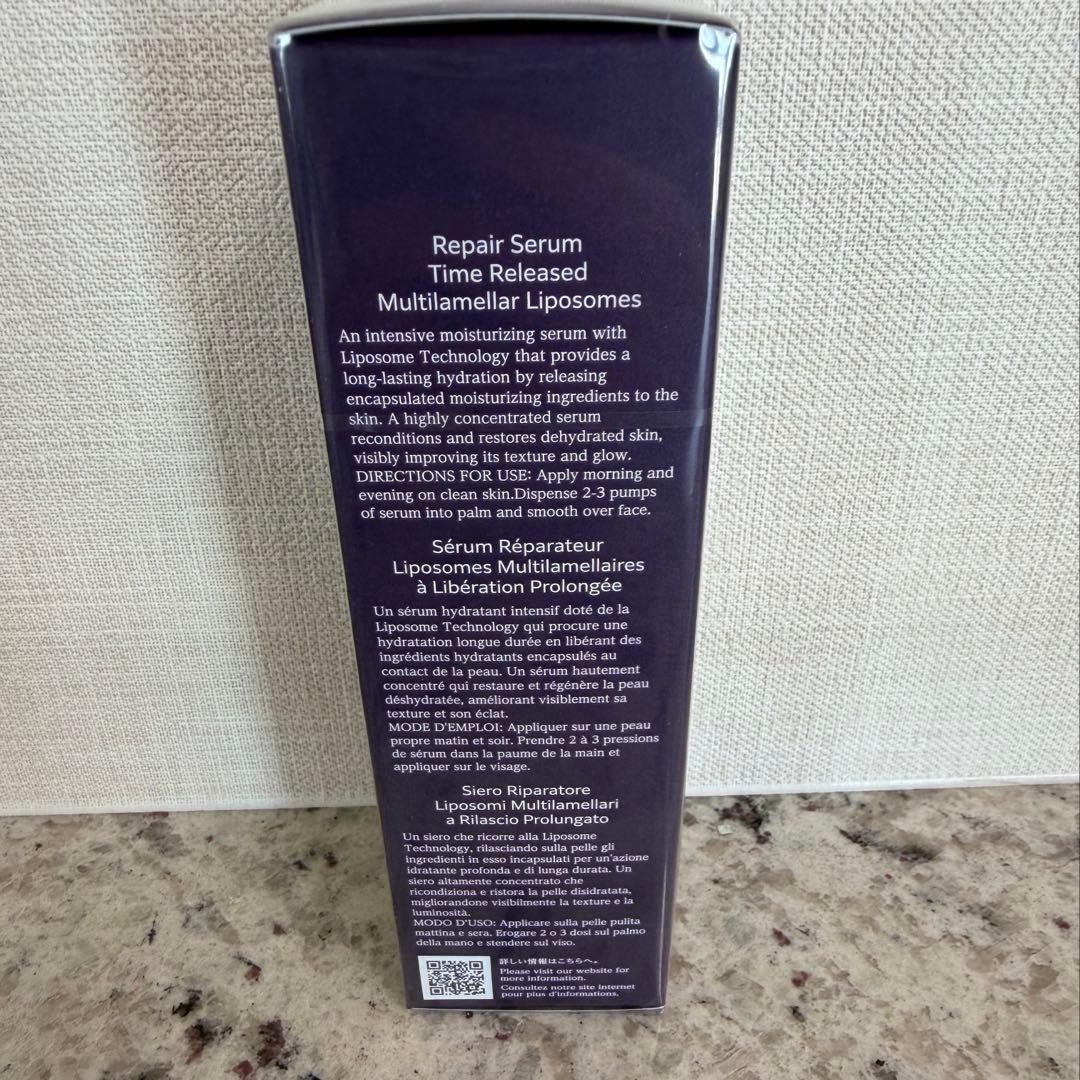 Repair Serum
Time Released
Multilamellar Liposomes
An intensive moisturizing serum with
Liposome Technology that provides a
long-lasting hydration by releasing
encapsulated moisturizing ingredients to the
skin. A highly concentrated serum
reconditions and restores dehydrated skin,
visibly improving its texture and glow.
DIRECTIONS FOR USE: Apply morning and
evening on clean skin.Dispense 2-3 pumps
of serum into palm and smooth over face.
Sérum Réparateur
Liposomes Multilamellaires
à Libération Prolongée
Un sérum hydratant intensif doté de la
Liposome Technology qui procure une
hydratation longue durée en libérant des
ingrédients hydratants encapsulés au
contact de la peau. Un sérum hautement
concentré qui restaure et régénère la peau
déshydratée, améliorant visiblement sa
texture et son éclat.
MODE D'EMPLOI: Appliquer sur une peau
propre matin et soir. Prendre 2 à 3 pressions
de sérum dans la paume de la main et
appliquer sur le visage.
Siero Riparatore
Liposomi Multilamellari
a Rilascio Prolungato
Un siero che ricorre alla Liposome
Technology, rilasciando sulla pelle gli
ingredienti in esso incapsulati per un'azione
idratante profonda e di lunga durata. Un
siero altamente concentrato che
ricondiziona e ristora la pelle disidratata,
migliorandone visibilmente la texture e la
luminosità.
MODO D'USO: Applicare sulla pelle pulita
mattina e sera. Erogare 2 o 3 dosi sul palmo
della mano e stendere sul viso.
詳しい情報はこちらへ。
Please visit our website for
more information.
Consultez notre site internet
pour plus d'informations.